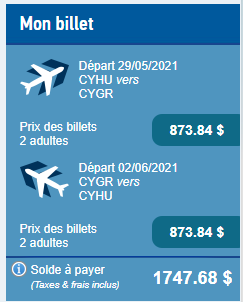 Mon billet
Départ 29/05/2021
CYHU vers
CYGR
Prix des billets
2 adultes
873.84 $
Départ 02/06/2021
CYGR vers
CYHU
Prix des billets
2 adultes
873.84 $
Solde à payer
(Taxes & frais inclus)
1747.68 $